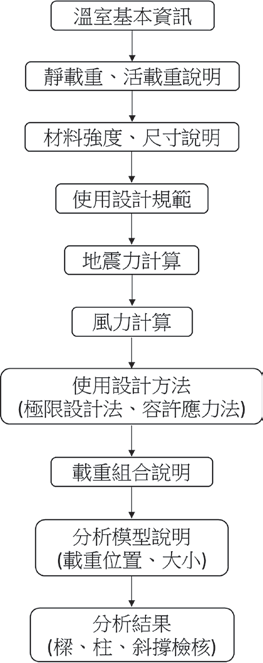 溫室基本資訊
靜載重、活載重說明
材料強度、尺寸說明
使用設計規範
地震力計算
風力計算
使用設計方法
(極限設計法、容許應力法)
載重組合說明
分析模型說明
(載重位置、大小)
分析結果
(樑、柱、斜撐檢核)